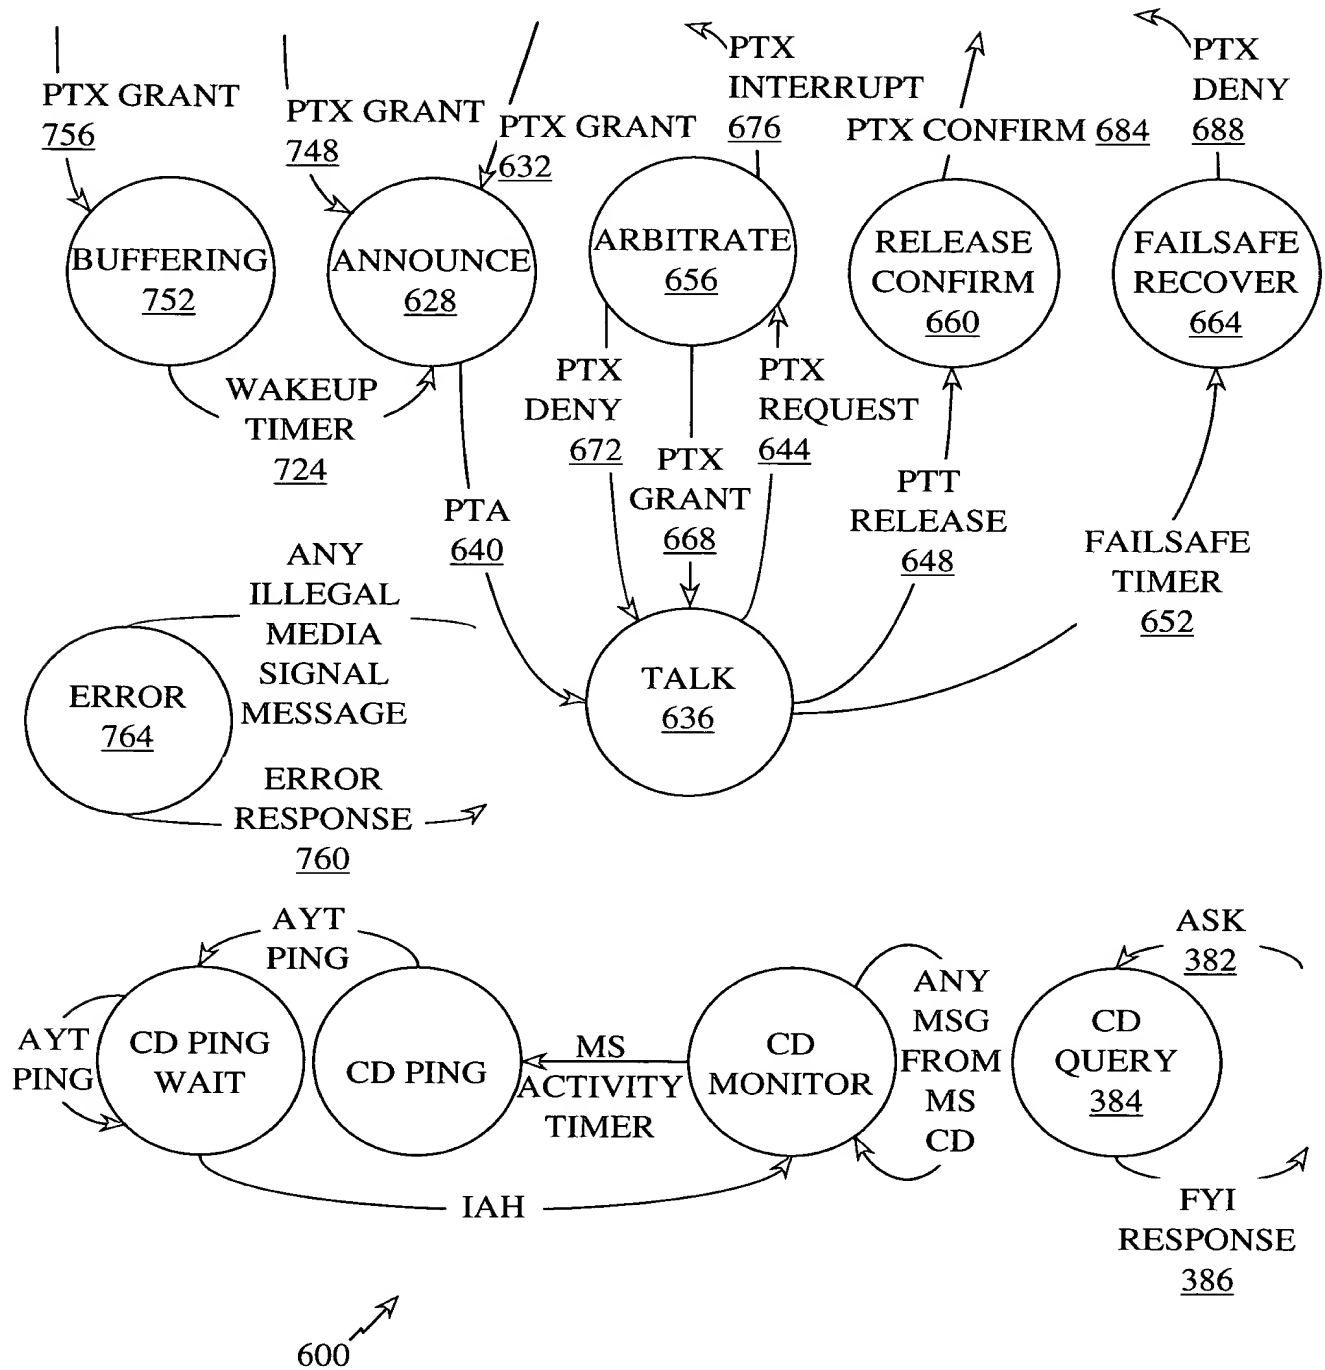 PTX GRANT
756
PTX GRANT
748
PTX GRANT
632
PTX
INTERRUPT
676
PTX CONFIRM 684
PTX
DENY
688
BUFFERING
752
ANNOUNCE
628
ARBITRATE
656
RELEASE
CONFIRM
660
FAILSAFE
RECOVER
664
WAKEUP
TIMER
724
PTX
DENY
672
PTX
GRANT
668
PTX
REQUEST
644
PTA
640
PTT
RELEASE
648
FAILSAFE
TIMER
652
ANY
ILLEGAL
MEDIA
SIGNAL
MESSAGE
ERROR
764
TALK
636
ERROR
RESPONSE
760
AYT
PING
ASK
382
AYT
PING
CD PING
WAIT
CD PING
MS
ACTIVITY
TIMER
CD
MONITOR
ANY
MSG
FROM
MS
CD
CD
QUERY
384
IAH
FYI
RESPONSE
386
600